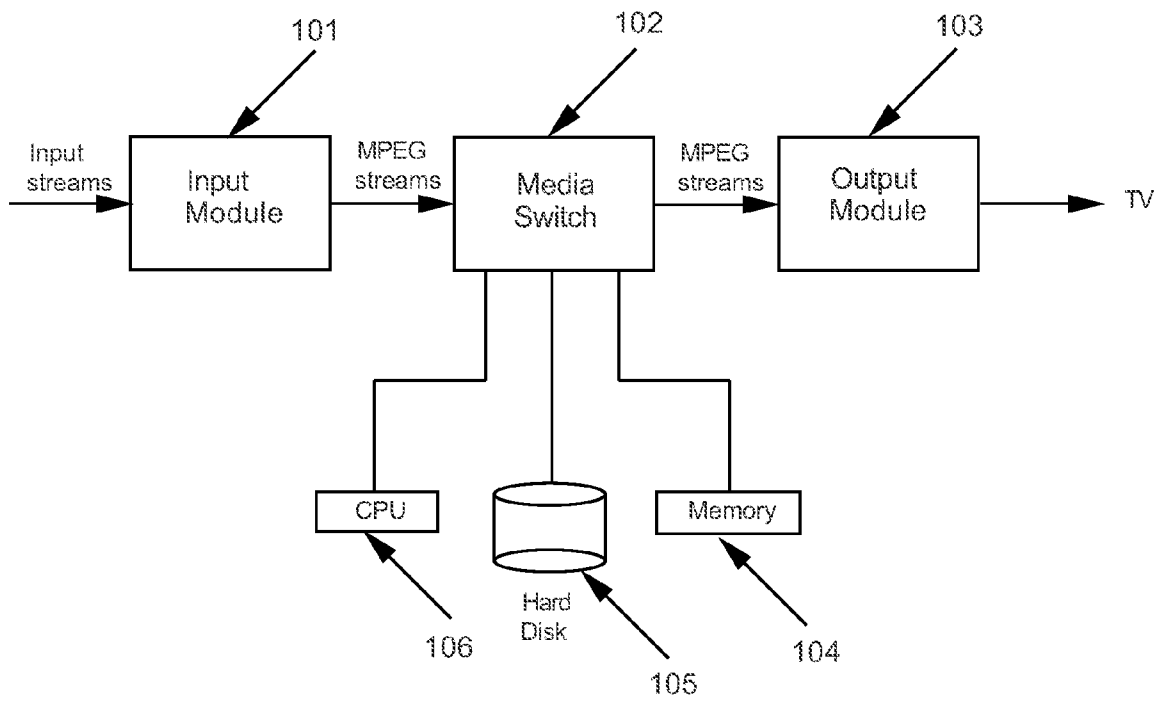 101
102
103
Input
streams
Input
Module
MPEG
streams
Media
Switch
MPEG
streams
Output
Module
TV
CPU
Memory
Hard
Disk
106
105
104